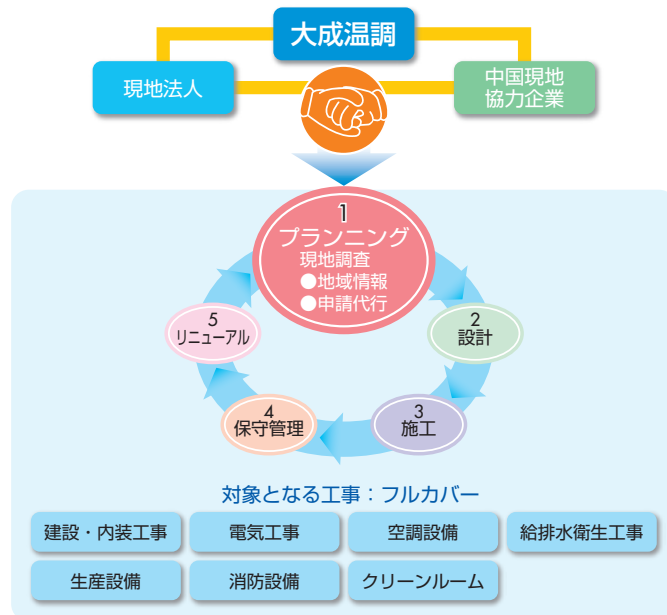 大成温調
現地法人
中国現地
協力企業
1
プランニング
現地調査
●地域情報
●申請代行
2
設計
3
施工
4
保守管理
5
リニューアル
対象となる工事：フルカバー
建設・内装工事
電気工事
空調設備
給排水衛生工事
生産設備
消防設備
クリーンルーム